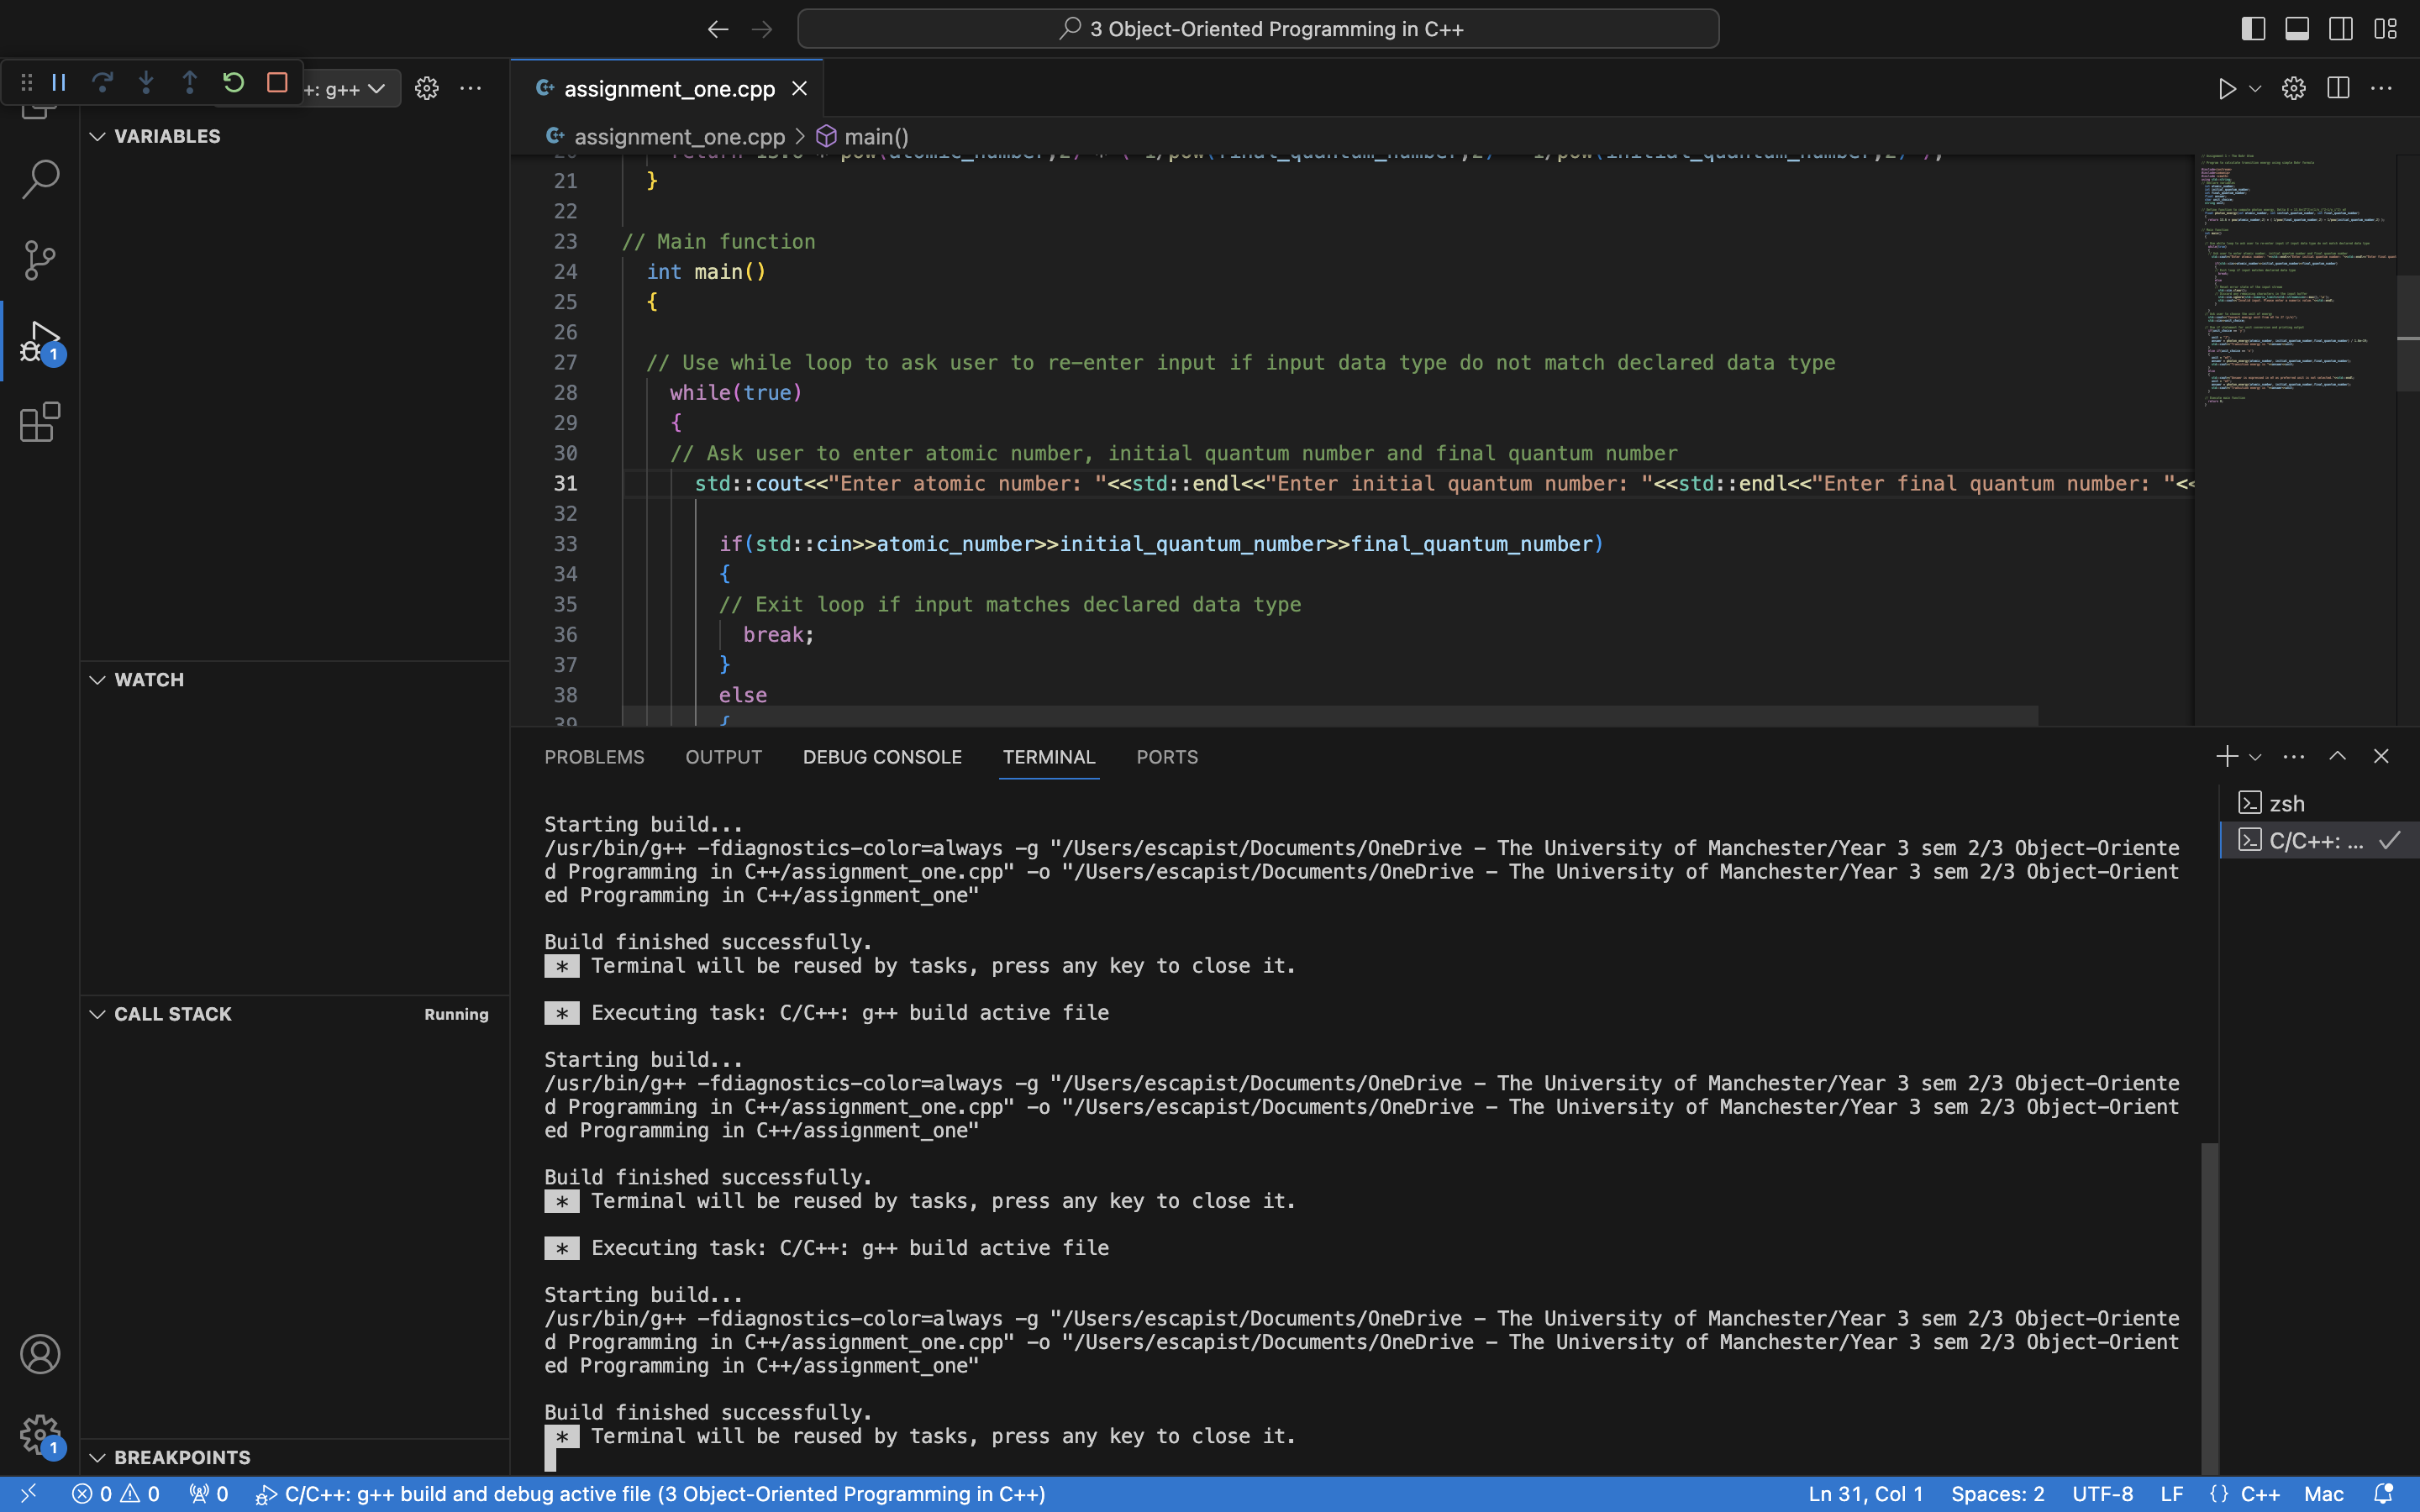 3 Object-Oriented Programming in C++
+: g++
assignment_one.cpp
assignment_one.cpp > main()
VARIABLES
WATCH
CALL STACK Running
BREAKPOINTS
21 }
22
23 // Main function
24 int main()
25 {
26
27 // Use while loop to ask user to re-enter input if input data type do not match declared data type
28 while(true)
29 {
30 // Ask user to enter atomic number, initial quantum number and final quantum number
31 std::cout<<"Enter atomic number: "<<std::endl<<"Enter initial quantum number: "<<std::endl<<"Enter final quantum number: "<<
32
33 if(std::cin>>atomic_number>>initial_quantum_number>>final_quantum_number)
34 {
35 // Exit loop if input matches declared data type
36 break;
37 }
38 else
39 {
PROBLEMS OUTPUT DEBUG CONSOLE TERMINAL PORTS
zsh
C/C++: ...
Starting build...
/usr/bin/g++ -fdiagnostics-color=always -g "/Users/escapist/Documents/OneDrive - The University of Manchester/Year 3 sem 2/3 Object-Oriente
d Programming in C++/assignment_one.cpp" -o "/Users/escapist/Documents/OneDrive - The University of Manchester/Year 3 sem 2/3 Object-Orient
ed Programming in C++/assignment_one"
Build finished successfully.
* Terminal will be reused by tasks, press any key to close it.
* Executing task: C/C++: g++ build active file
Starting build...
/usr/bin/g++ -fdiagnostics-color=always -g "/Users/escapist/Documents/OneDrive - The University of Manchester/Year 3 sem 2/3 Object-Oriente
d Programming in C++/assignment_one.cpp" -o "/Users/escapist/Documents/OneDrive - The University of Manchester/Year 3 sem 2/3 Object-Orient
ed Programming in C++/assignment_one"
Build finished successfully.
* Terminal will be reused by tasks, press any key to close it.
* Executing task: C/C++: g++ build active file
Starting build...
/usr/bin/g++ -fdiagnostics-color=always -g "/Users/escapist/Documents/OneDrive - The University of Manchester/Year 3 sem 2/3 Object-Oriente
d Programming in C++/assignment_one.cpp" -o "/Users/escapist/Documents/OneDrive - The University of Manchester/Year 3 sem 2/3 Object-Orient
ed Programming in C++/assignment_one"
Build finished successfully.
* Terminal will be reused by tasks, press any key to close it.
1
1
0 0 0 C/C++: g++ build and debug active file (3 Object-Oriented Programming in C++) Ln 31, Col 1 Spaces: 2 UTF-8 LF {} C++ Mac